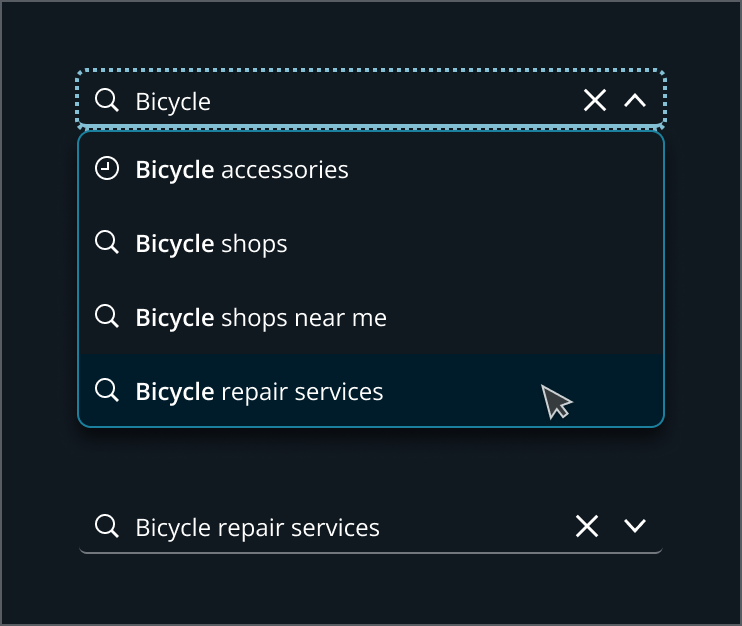 Bicycle
Bicycle accessories
Bicycle shops
Bicycle shops near me
Bicycle repair services
Bicycle repair services